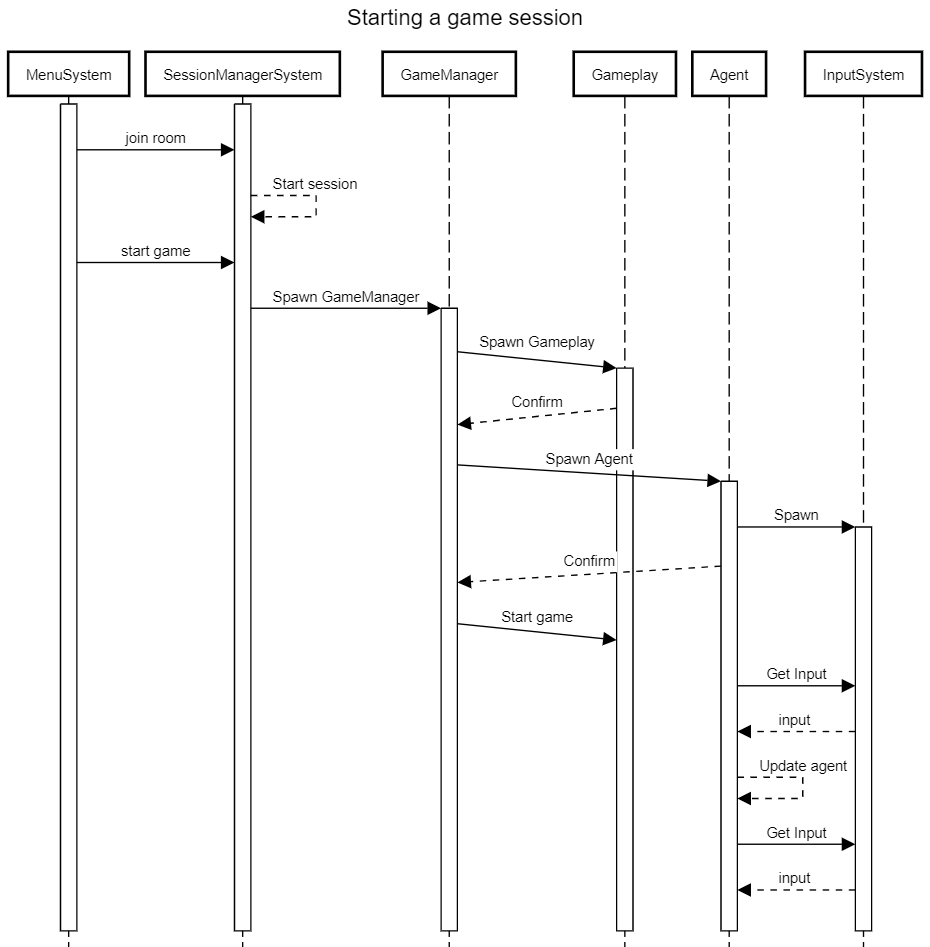 Starting a game session
MenuSystem
SessionManagerSystem
GameManager
Gameplay
Agent
InputSystem
join room
Start session
start game
Spawn GameManager
Spawn Gameplay
Confirm
Spawn Agent
Spawn
Confirm
Start game
Get Input
input
Update agent
Get Input
input